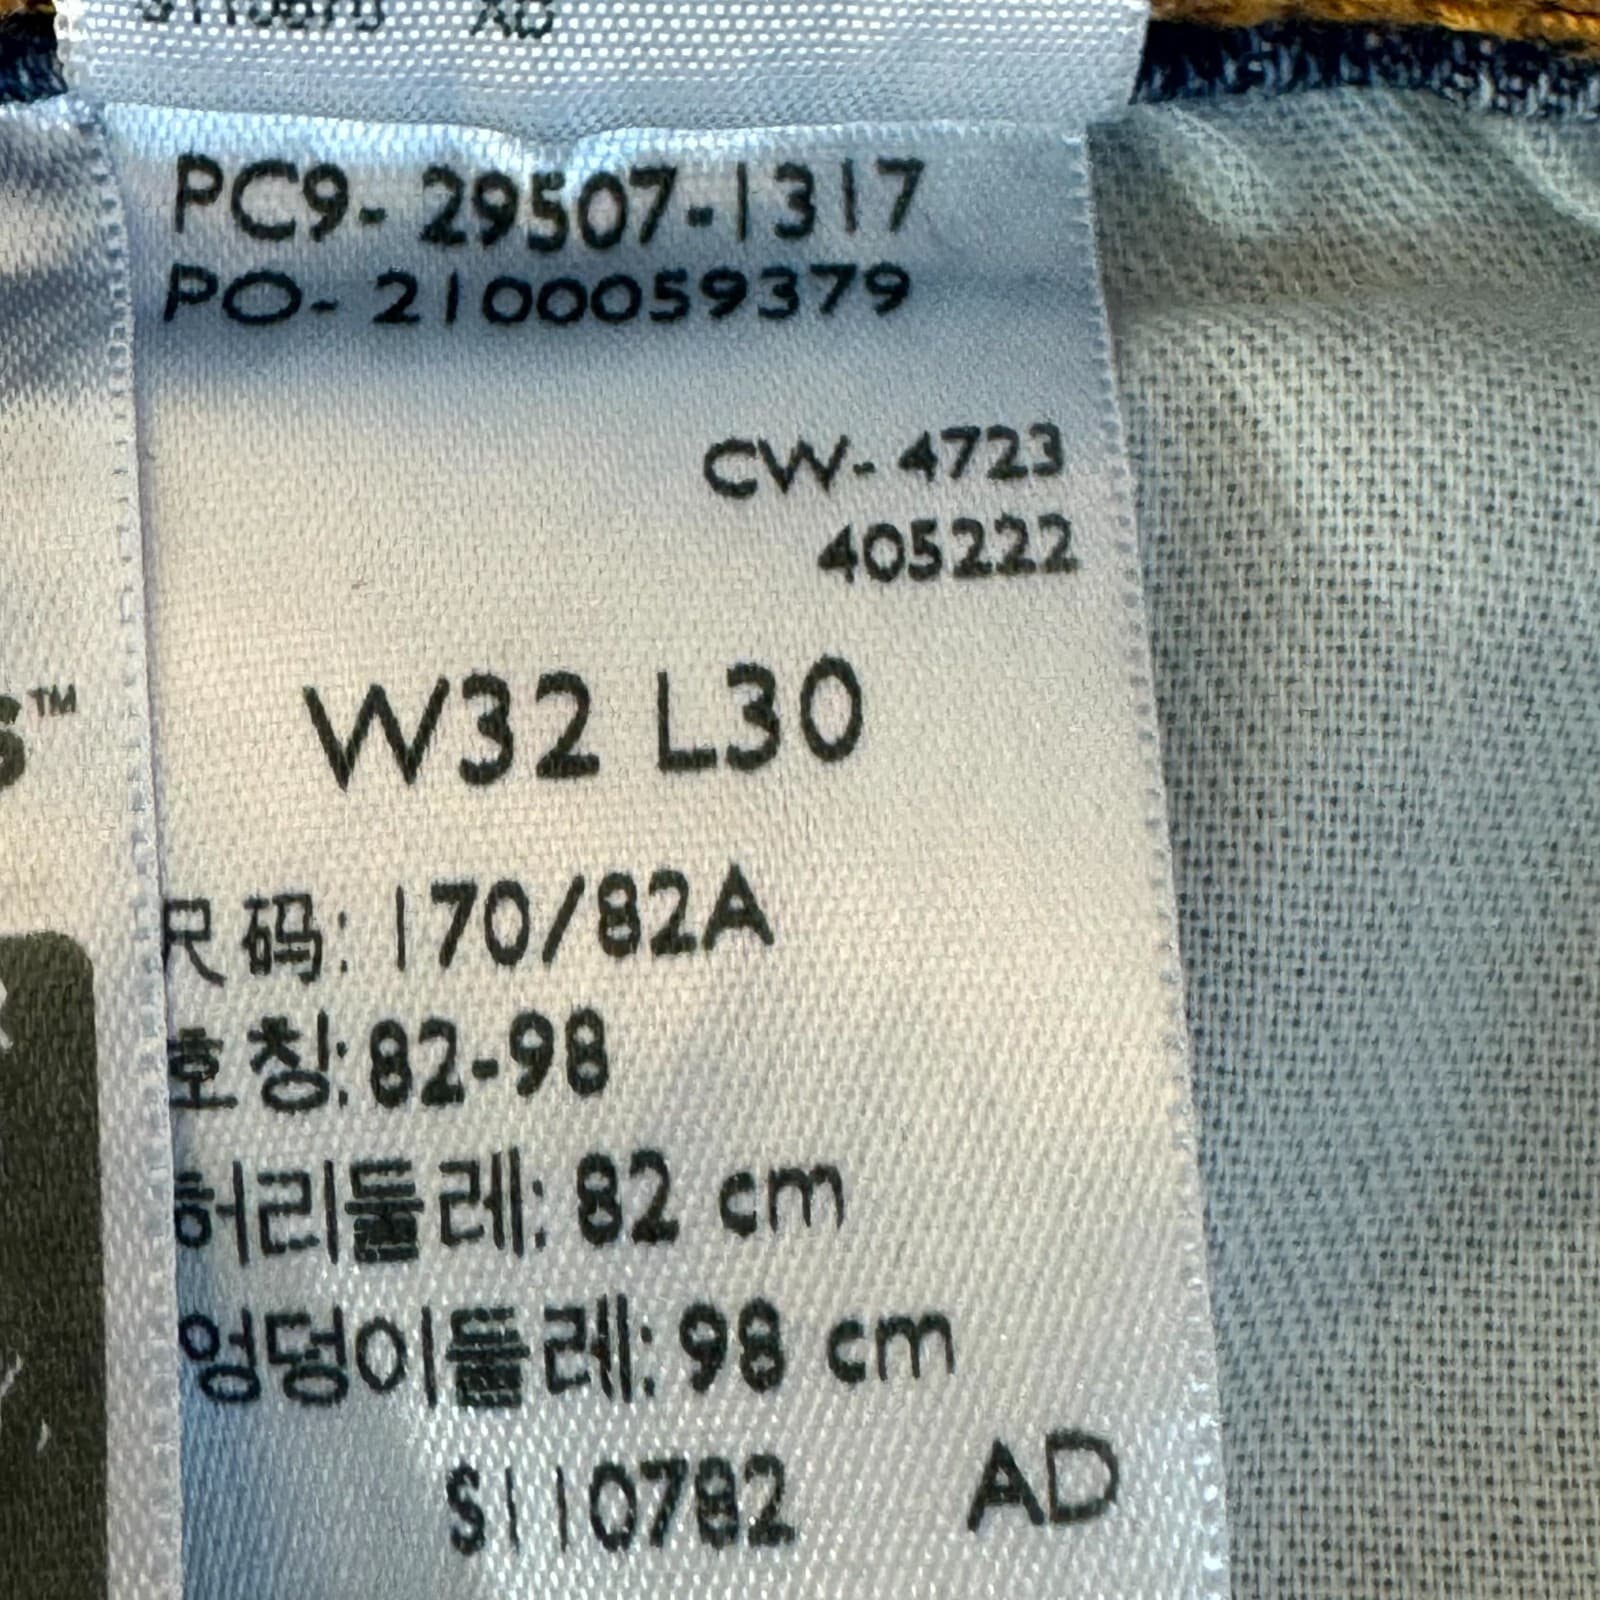 PC9- 29507-1317
PO- 2100059379
CW- 4723
405222
W32 L30
S™
尺码: 170/82A
호칭: 82-98
허리둘레: 82 cm
엉덩이둘레: 98 cm
S110782 AD